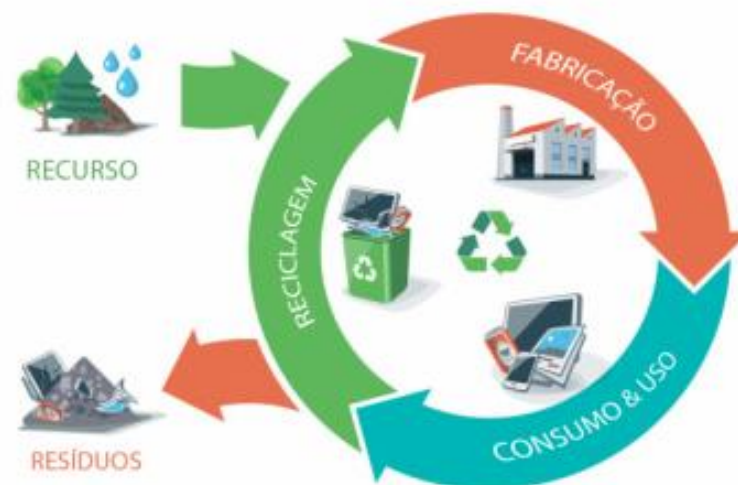 RECURSO
FABRICAÇÃO
RECICLAGEM
CONSUMO & USO
RESÍDUOS